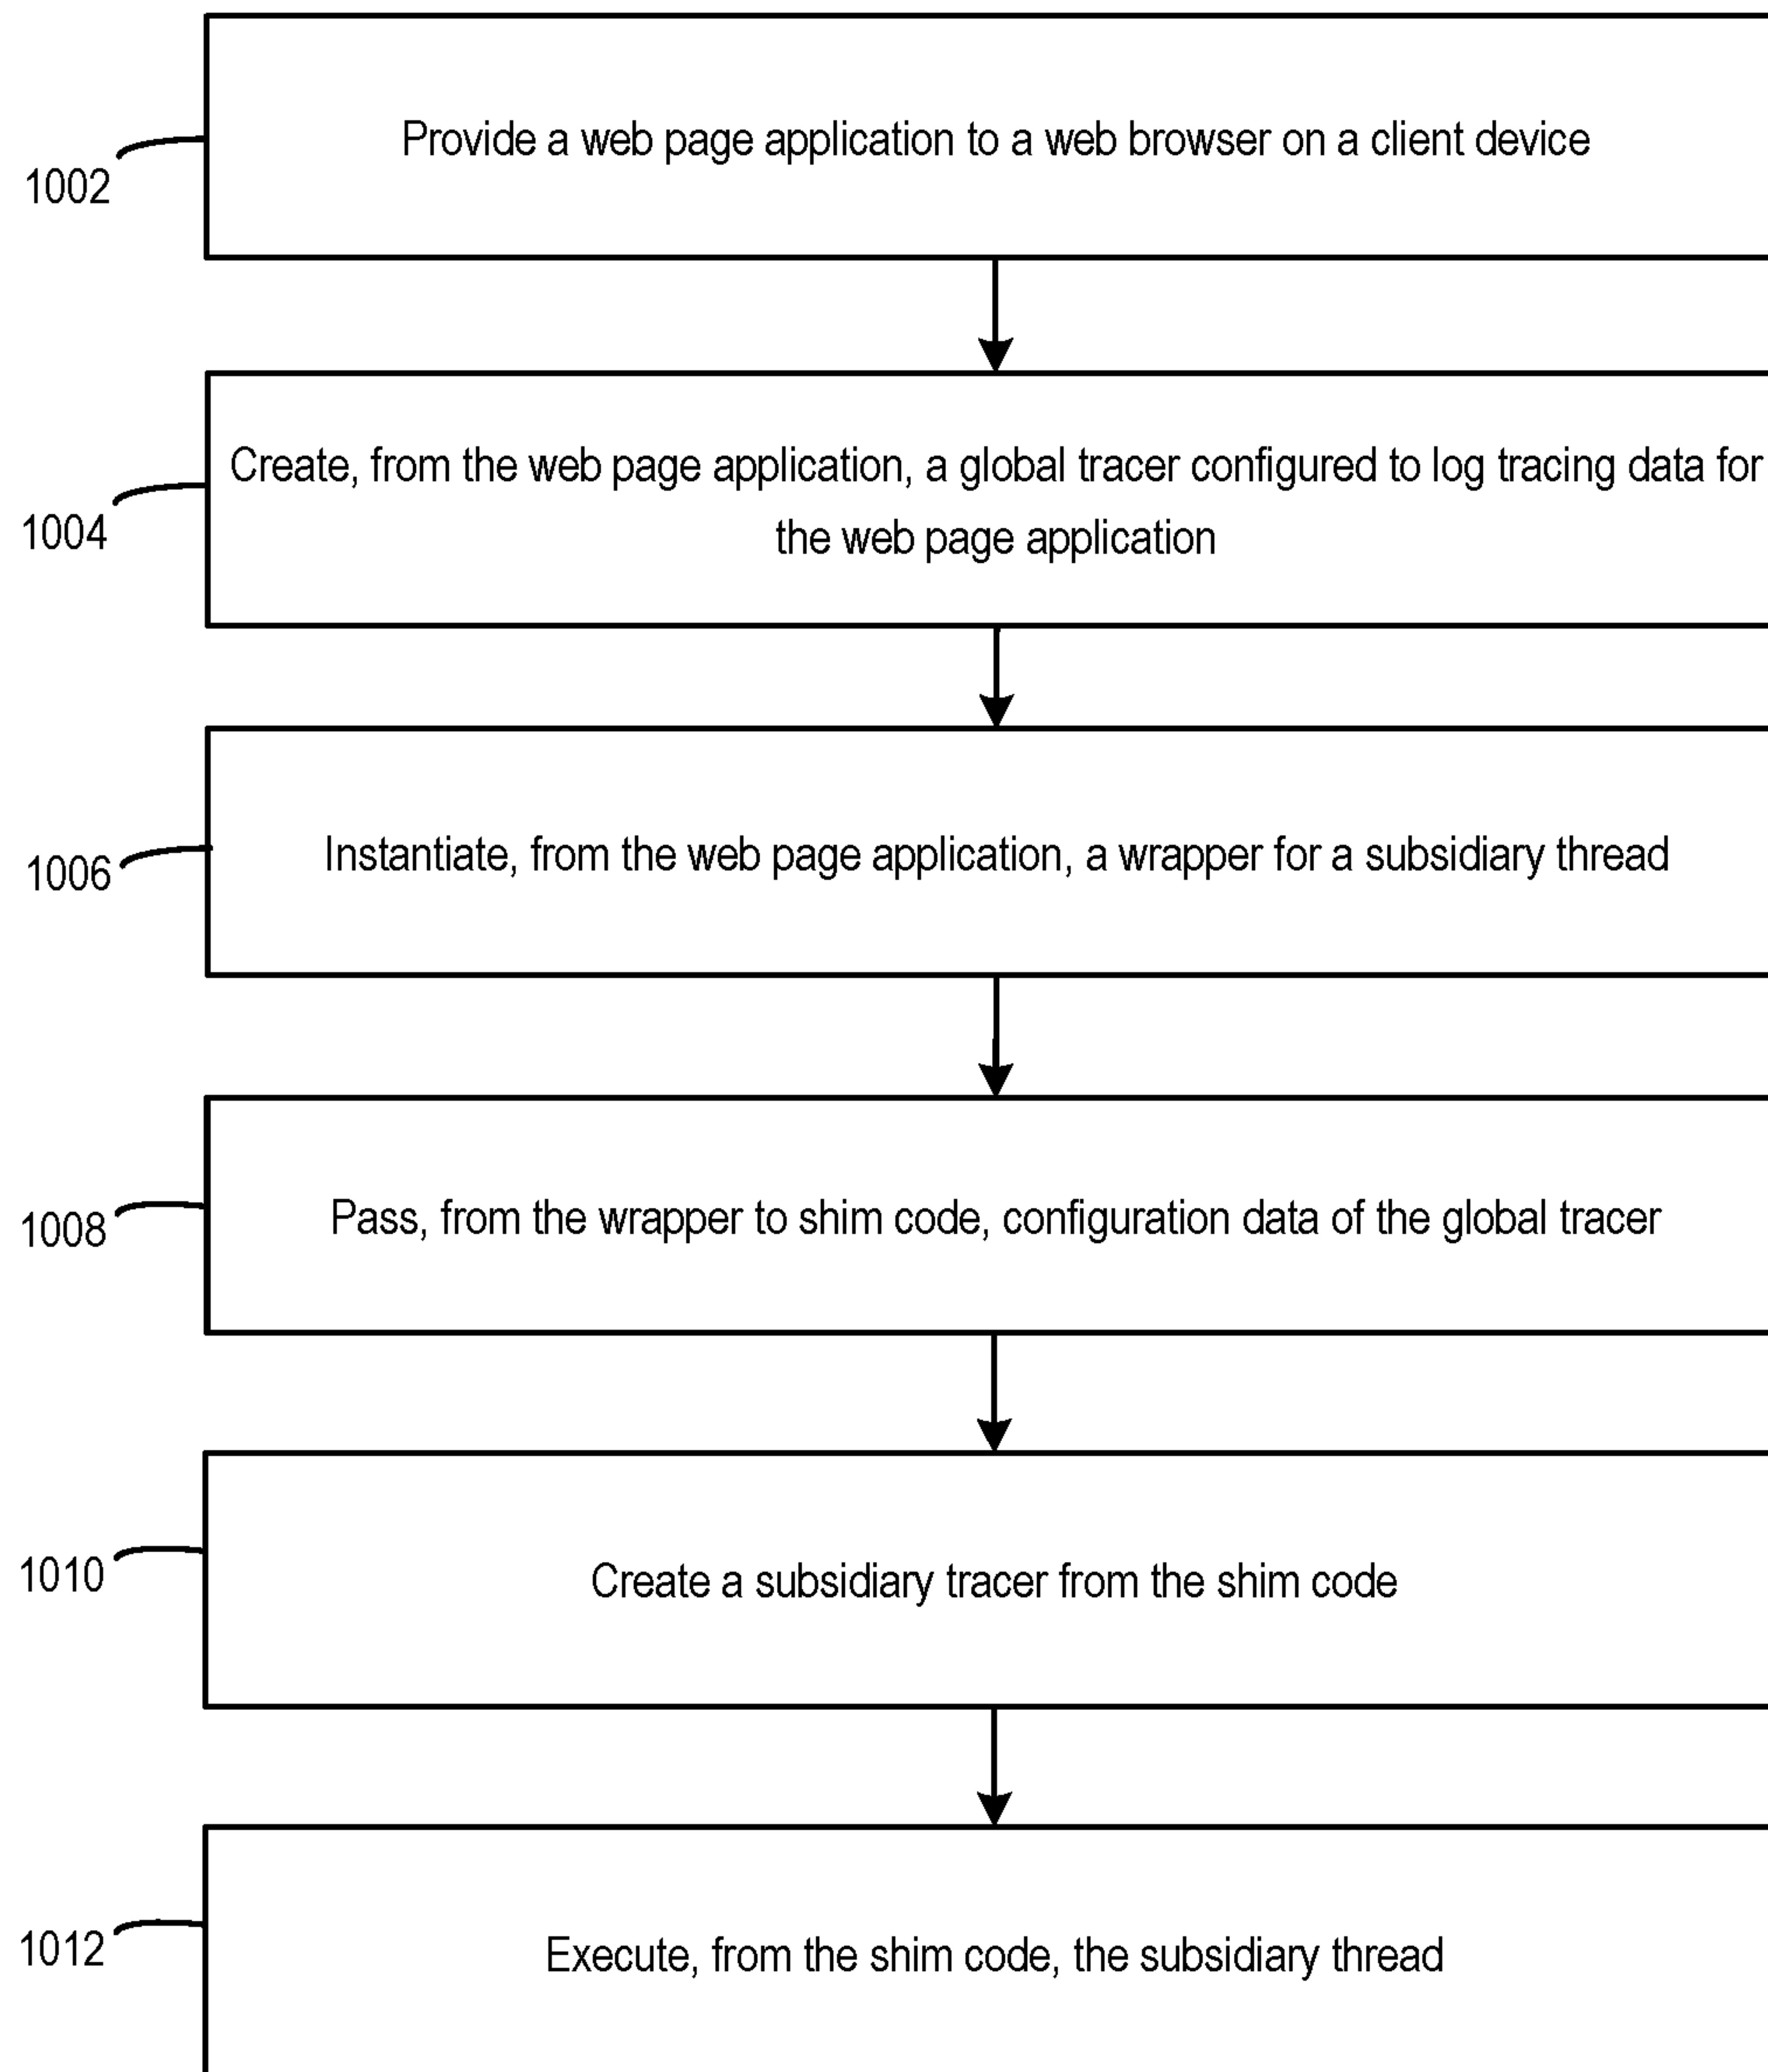 Provide a web page application to a web browser on a client device
1002
Create, from the web page application, a global tracer configured to log tracing data for
the web page application
1004
Instantiate, from the web page application, a wrapper for a subsidiary thread
1006
Pass, from the wrapper to shim code, configuration data of the global tracer
1008
Create a subsidiary tracer from the shim code
1010
Execute, from the shim code, the subsidiary thread
1012